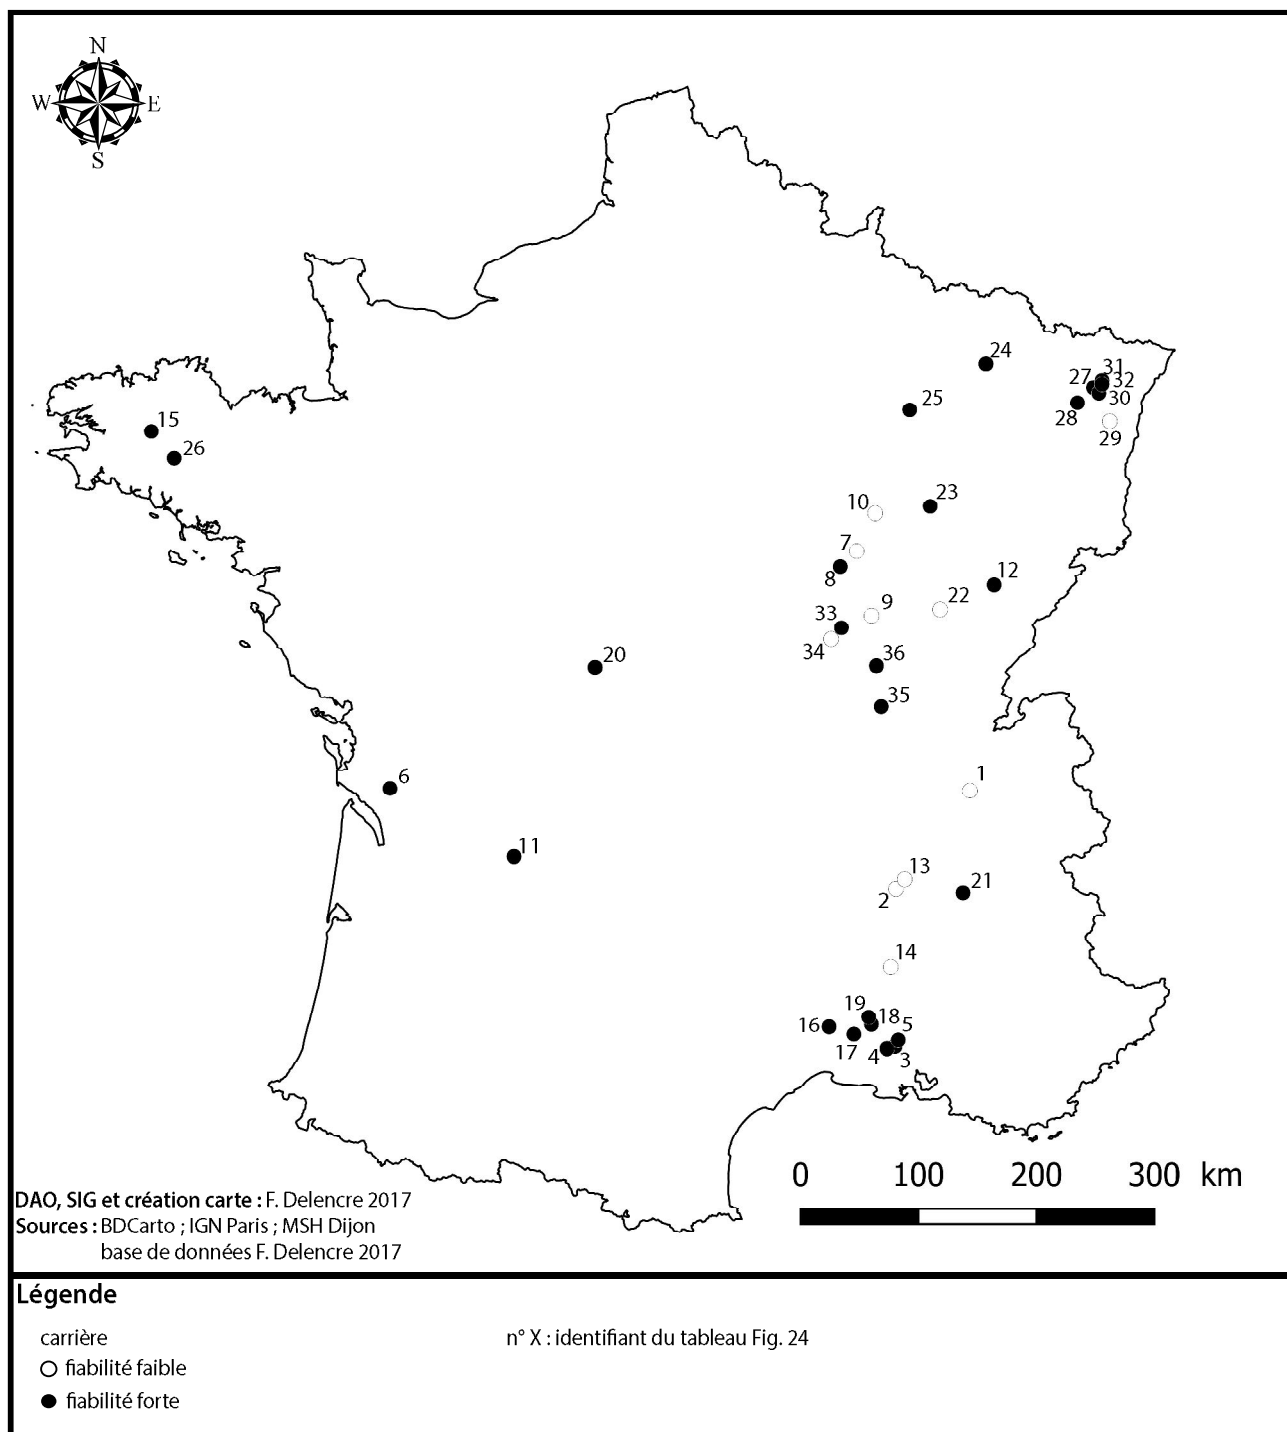 N
W E
S
24
31
27 32
30
28
29
25
15
26
23
10
7
8
12
22
9
33
34
36
20
35
1
6
11
13
2
21
14
19
18
5
16
17
4
3
0 100 200 300 km
DAO, SIG et création carte : F. Delencre 2017
Sources : BDCarto ; IGN Paris ; MSH Dijon
base de données F. Delencre 2017
Légende
carrière
n° X : identifiant du tableau Fig. 24
fiabilité faible
fiabilité forte